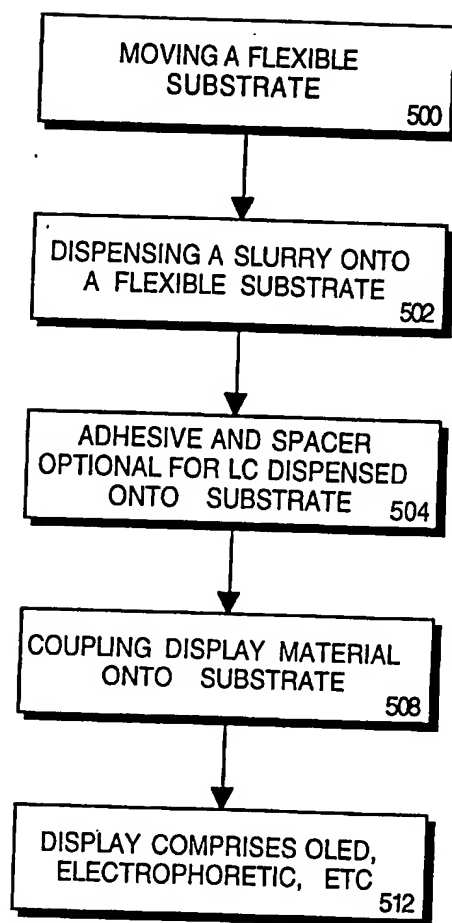 MOVING A FLEXIBLE
SUBSTRATE
500
DISPENSING A SLURRY ONTO
A FLEXIBLE SUBSTRATE
502
ADHESIVE AND SPACER
OPTIONAL FOR LC DISPENSED
ONTO SUBSTRATE
504
COUPLING DISPLAY MATERIAL
ONTO SUBSTRATE
508
DISPLAY COMPRISES OLED,
ELECTROPHORETIC, ETC
512